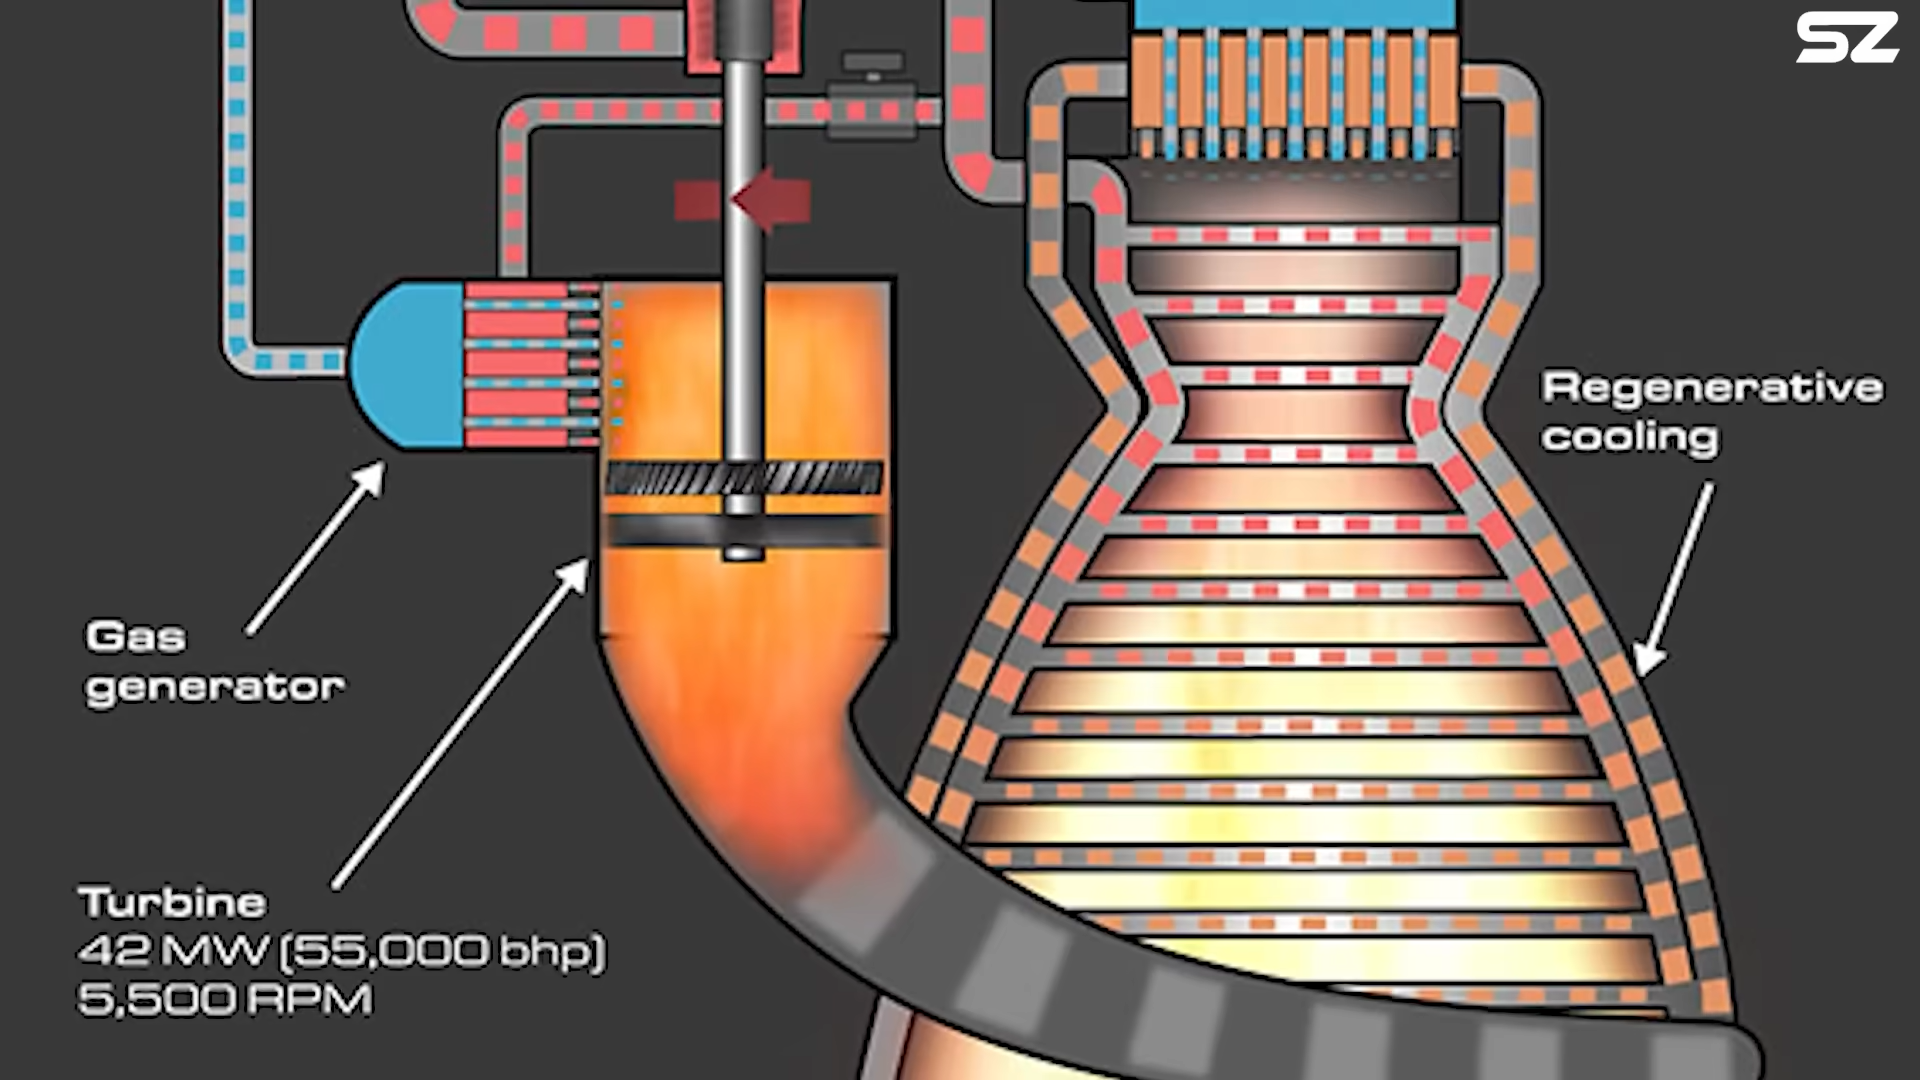 SZ
Regenerative
cooling
Gas
generator
Turbine
42 MW (55,000 bhp)
5,500 RPM